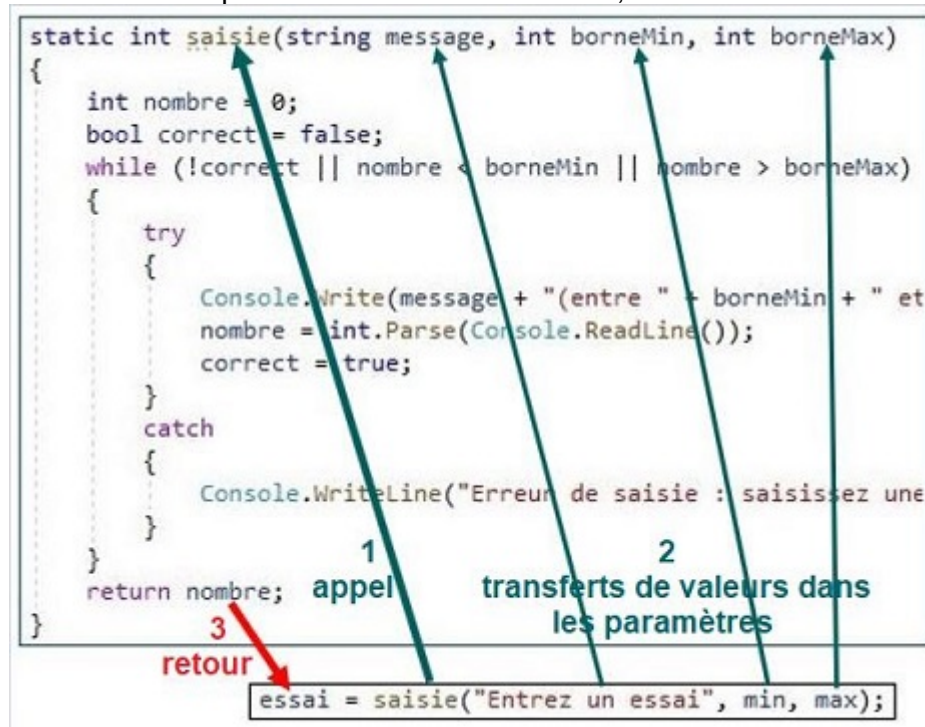 static int saisie(string message, int borneMin, int borneMax)
{
int nombre = 0;
bool correct = false;
while (!correct || nombre < borneMin || nombre > borneMax)
{
try
{
Console.Write(message + "(entre " + borneMin + " et
nombre = int.Parse(Console.ReadLine());
correct = true;
}
catch
{
Console.WriteLine("Erreur de saisie : saisissez une
}
}
return nombre;
}
1
appel
2
transferts de valeurs dans
les paramètres
3
retour
essai = saisie("Entrez un essai", min, max);